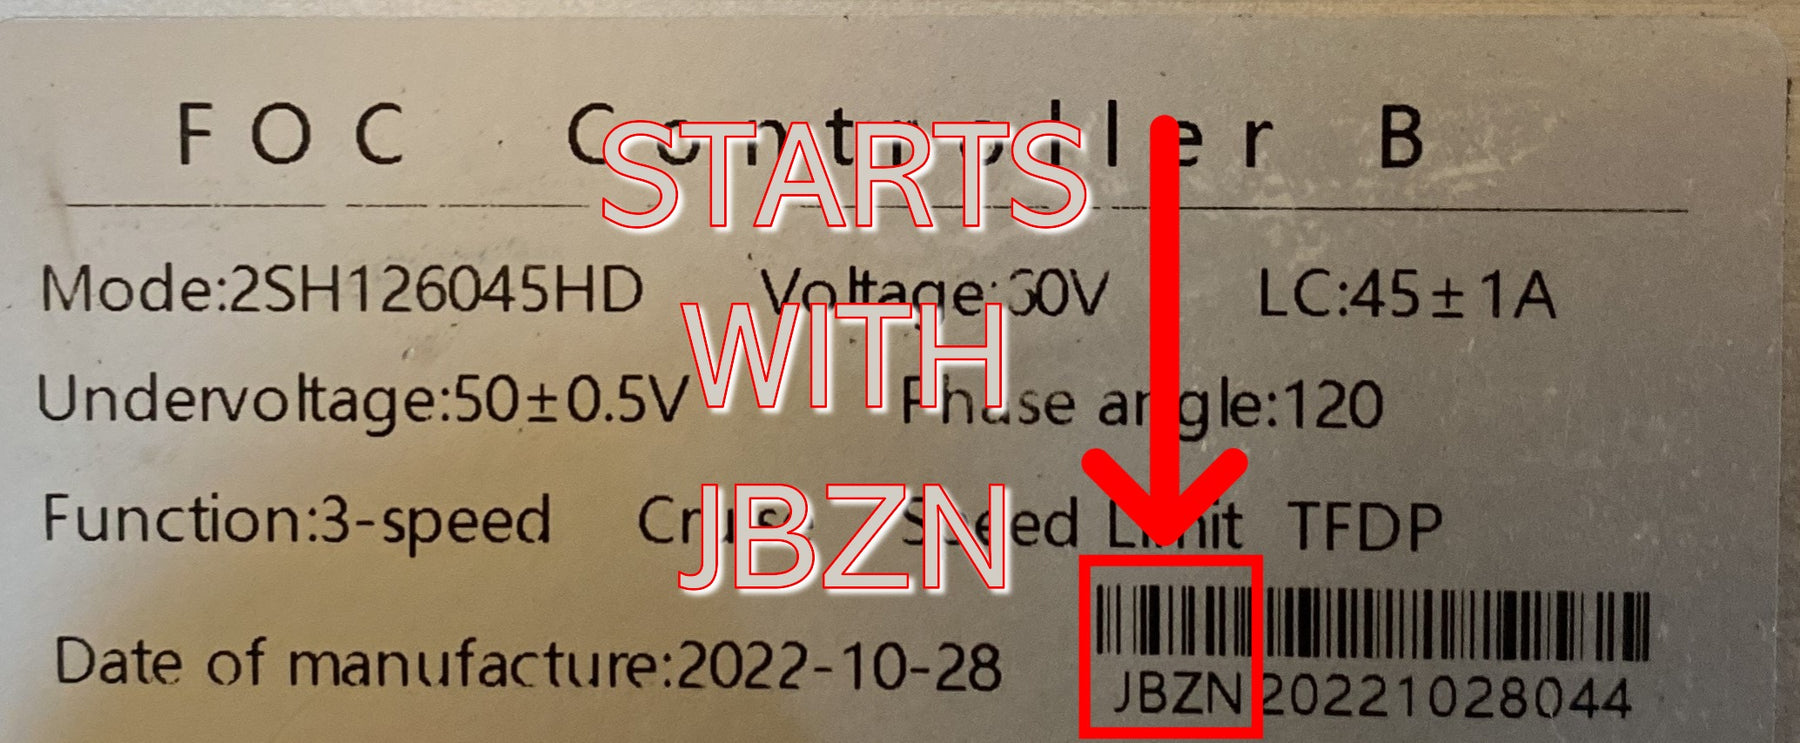 FOC Controller B
STARTS
Mode:2SH126045HD Voltage:60V LC:45±1A
WITH
Undervoltage:50±0.5V Phase angle:120
Function:3-speed Cruise Speed Limit TFDP
JBZN
Date of manufacture:2022-10-28
JBZN20221028044